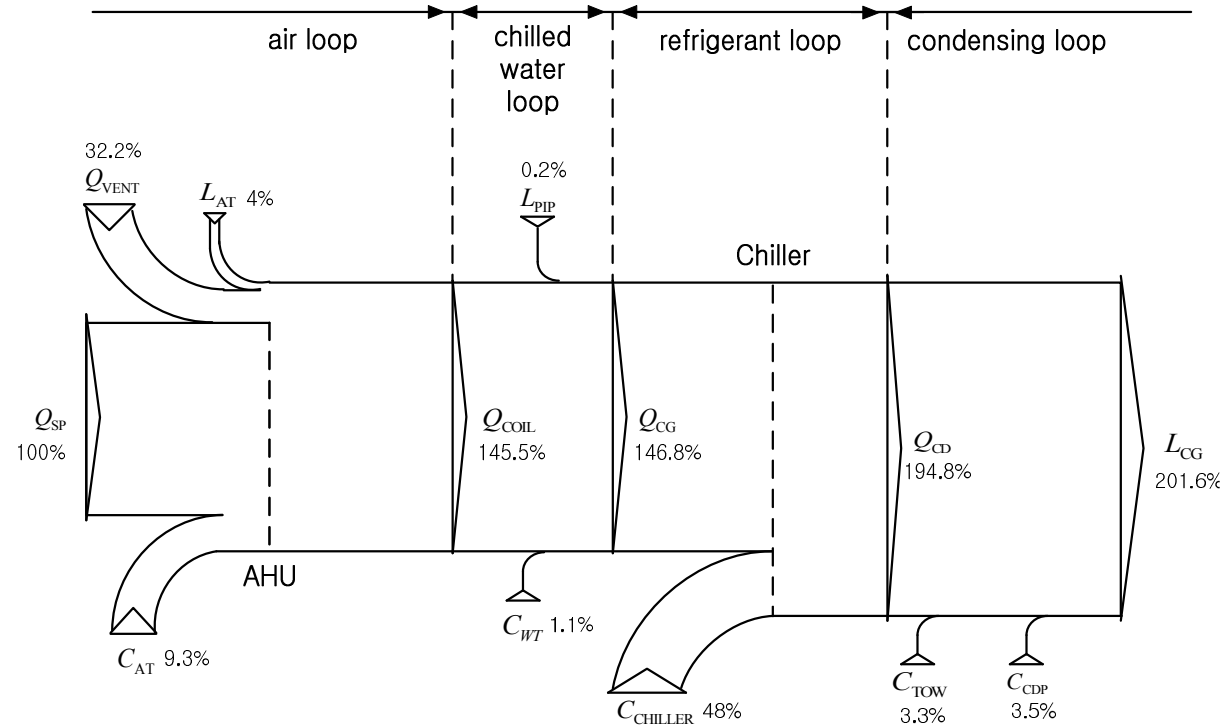 air loop
chilled
water
loop
refrigerant loop
condensing loop
32.2%
Q_VENT
L_AT 4%
0.2%
L_PIP
Chiller
Q_SP
100%
Q_COIL
145.5%
Q_CG
146.8%
Q_CD
194.8%
L_CG
201.6%
AHU
C_AT 9.3%
C_WT 1.1%
C_CHILLER 48%
C_TOW
3.3%
C_CDP
3.5%